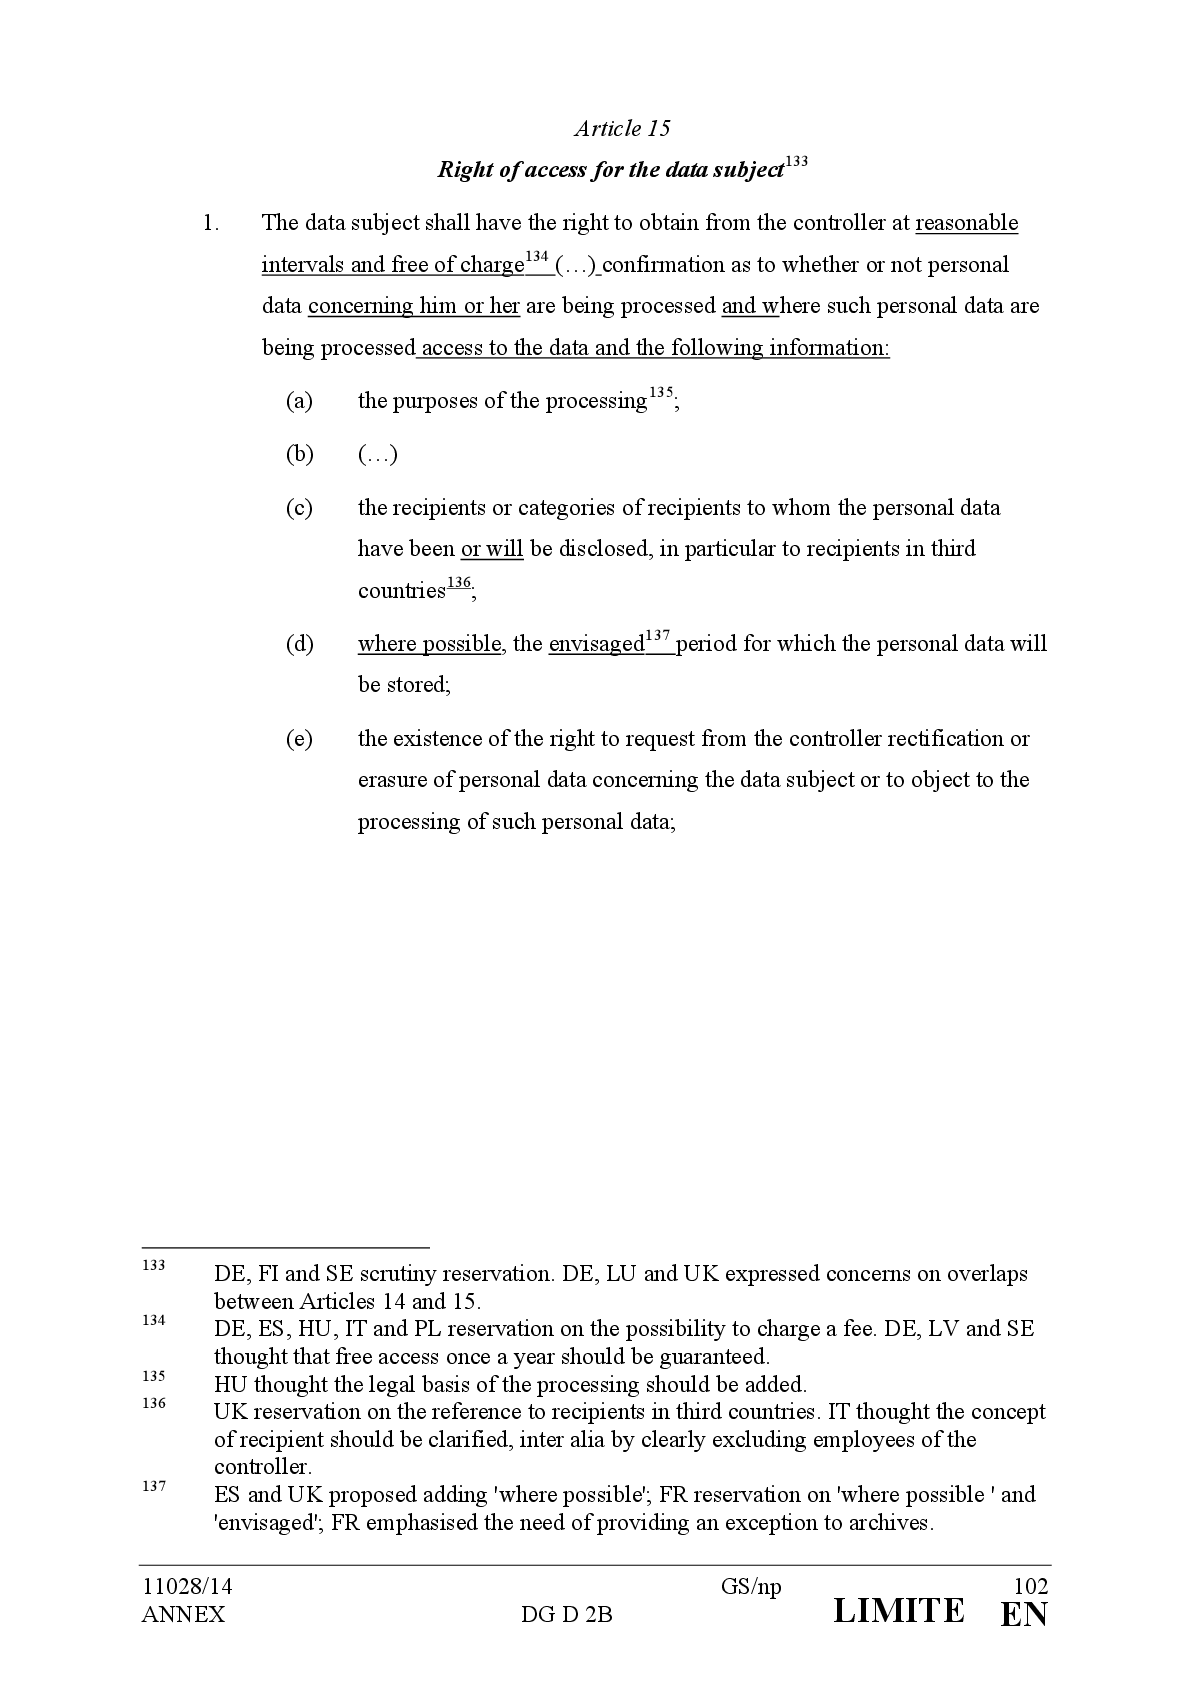 Article 15
Right of access for the data subject133
1. The data subject shall have the right to obtain from the controller at reasonable
intervals and free of charge134 (…) confirmation as to whether or not personal
data concerning him or her are being processed and where such personal data are
being processed access to the data and the following information:
(a) the purposes of the processing135;
(b) (…)
(c) the recipients or categories of recipients to whom the personal data
have been or will be disclosed, in particular to recipients in third
countries136;
(d) where possible, the envisaged137 period for which the personal data will
be stored;
(e) the existence of the right to request from the controller rectification or
erasure of personal data concerning the data subject or to object to the
processing of such personal data;
133 DE, FI and SE scrutiny reservation. DE, LU and UK expressed concerns on overlaps
between Articles 14 and 15.
134 DE, ES, HU, IT and PL reservation on the possibility to charge a fee. DE, LV and SE
thought that free access once a year should be guaranteed.
135 HU thought the legal basis of the processing should be added.
136 UK reservation on the reference to recipients in third countries. IT thought the concept
of recipient should be clarified, inter alia by clearly excluding employees of the
controller.
137 ES and UK proposed adding 'where possible'; FR reservation on 'where possible ' and
'envisaged'; FR emphasised the need of providing an exception to archives.
11028/14 GS/np 102
ANNEX DG D 2B LIMITE EN